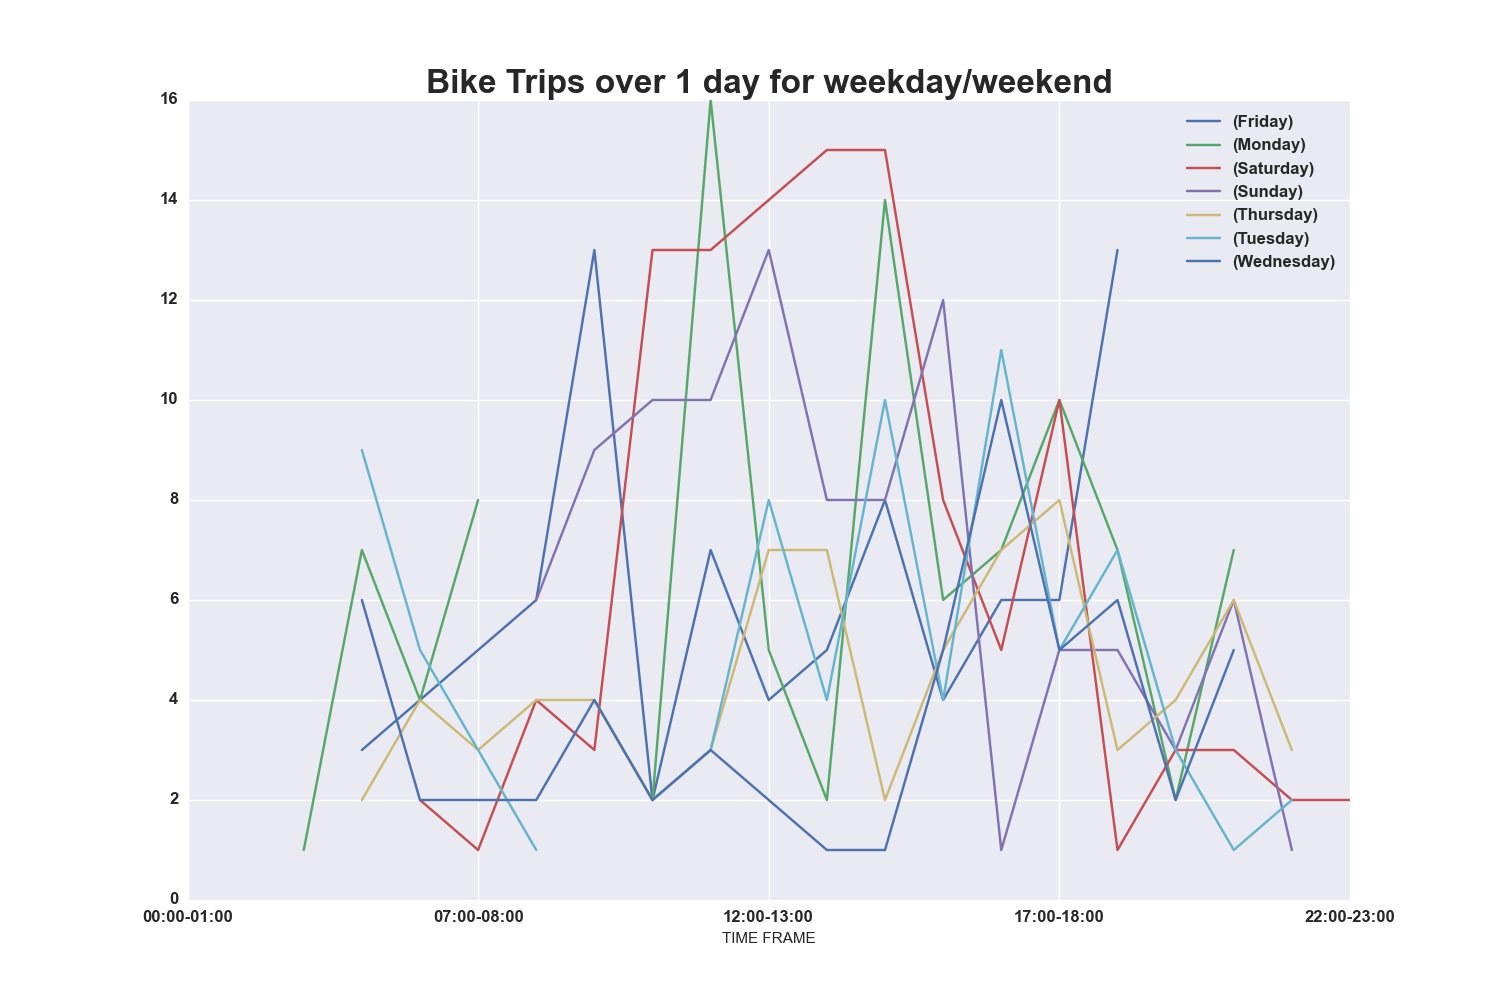 Bike Trips over 1 day for weekday/weekend
16
14
12
10
8
6
4
2
0
(Friday)
(Monday)
(Saturday)
(Sunday)
(Thursday)
(Tuesday)
(Wednesday)
00:00-01:00 07:00-08:00 12:00-13:00 17:00-18:00 22:00-23:00
TIME FRAME